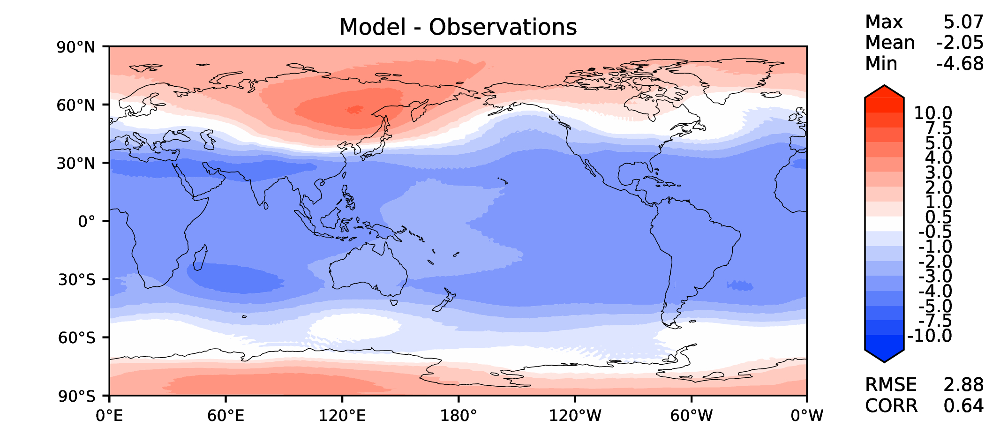 Model - Observations
Max 5.07
Mean -2.05
Min -4.68
90°N
60°N
30°N
0°
30°S
60°S
90°S
0°E 60°E 120°E 180° 120°W 60°W 0°W
10.0
7.5
5.0
4.0
3.0
2.0
1.0
0.5
-0.5
-1.0
-2.0
-3.0
-4.0
-5.0
-7.5
-10.0
RMSE 2.88
CORR 0.64